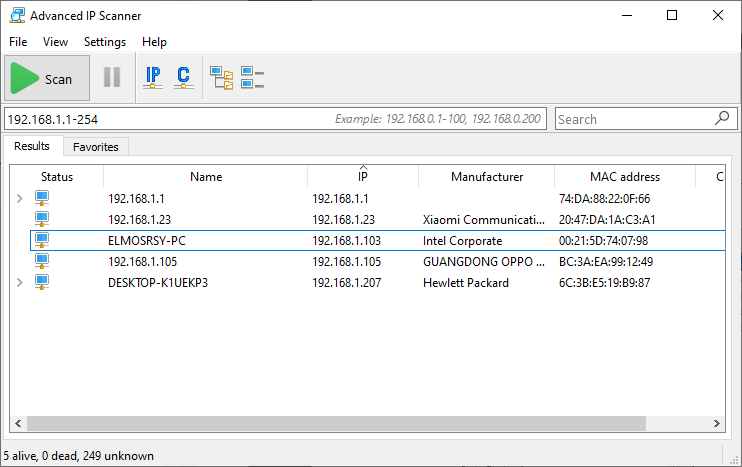 Advanced IP Scanner
File View Settings Help
Scan IP C
192.168.1.1-254 Example: 192.168.0.1-100, 192.168.0.200 Search
Results Favorites
Status Name IP Manufacturer MAC address C
192.168.1.1 192.168.1.1 74:DA:88:22:0F:66
192.168.1.23 192.168.1.23 Xiaomi Communicati... 20:47:DA:1A:C3:A1
ELMOSRSY-PC 192.168.1.103 Intel Corporate 00:21:5D:74:07:98
192.168.1.105 192.168.1.105 GUANGDONG OPPO ... BC:3A:EA:99:12:49
DESKTOP-K1UEKP3 192.168.1.207 Hewlett Packard 6C:3B:E5:19:B9:87
5 alive, 0 dead, 249 unknown